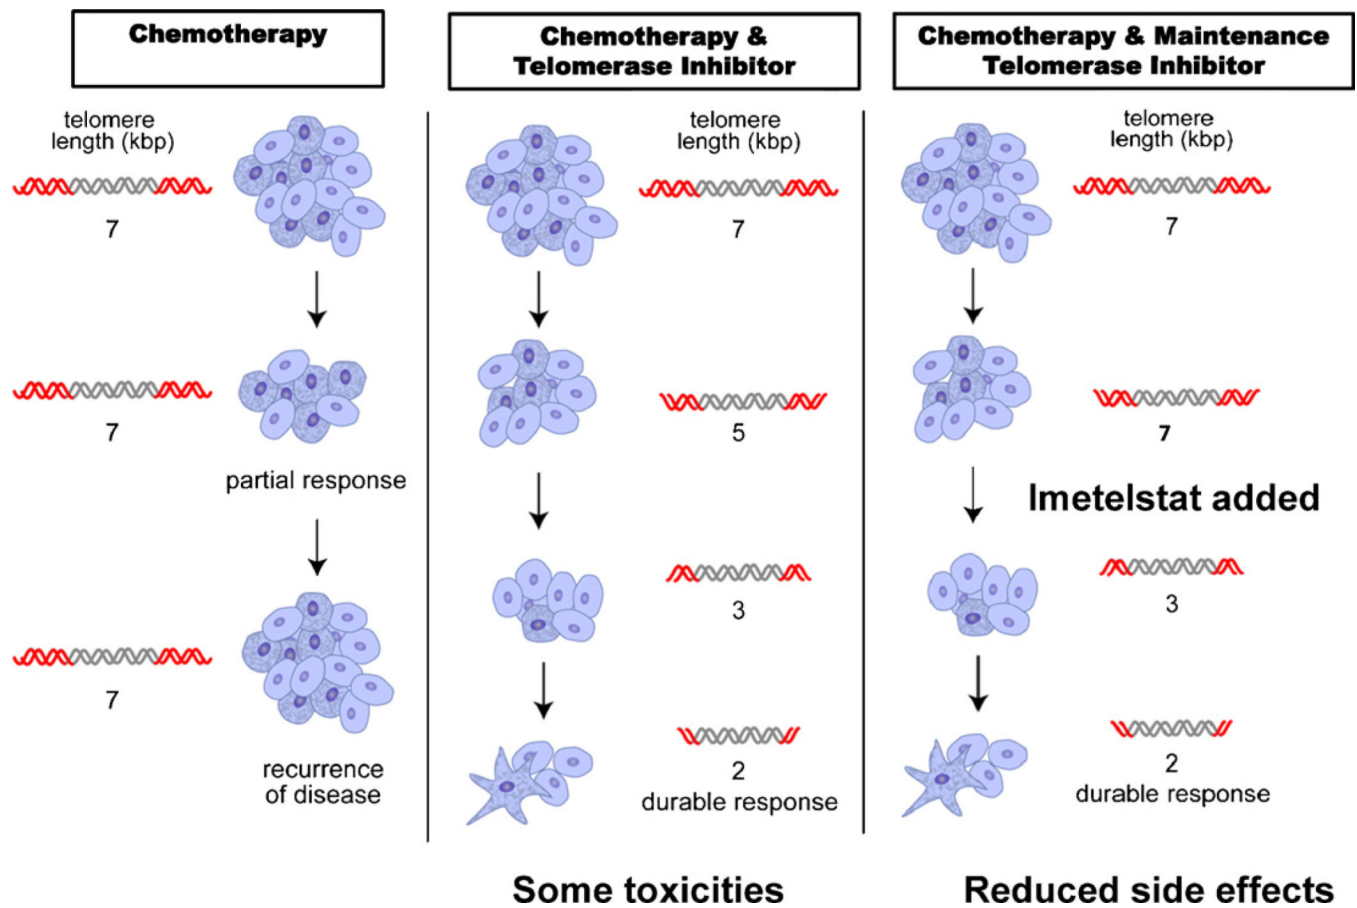 Chemotherapy
telomere
length (kbp)
7
7
partial response
7
recurrence
of disease
Chemotherapy &
Telomerase Inhibitor
telomere
length (kbp)
7
5
3
2
durable response
Some toxicities
Chemotherapy & Maintenance
Telomerase Inhibitor
telomere
length (kbp)
7
7
Imetelstat added
3
2
durable response
Reduced side effects